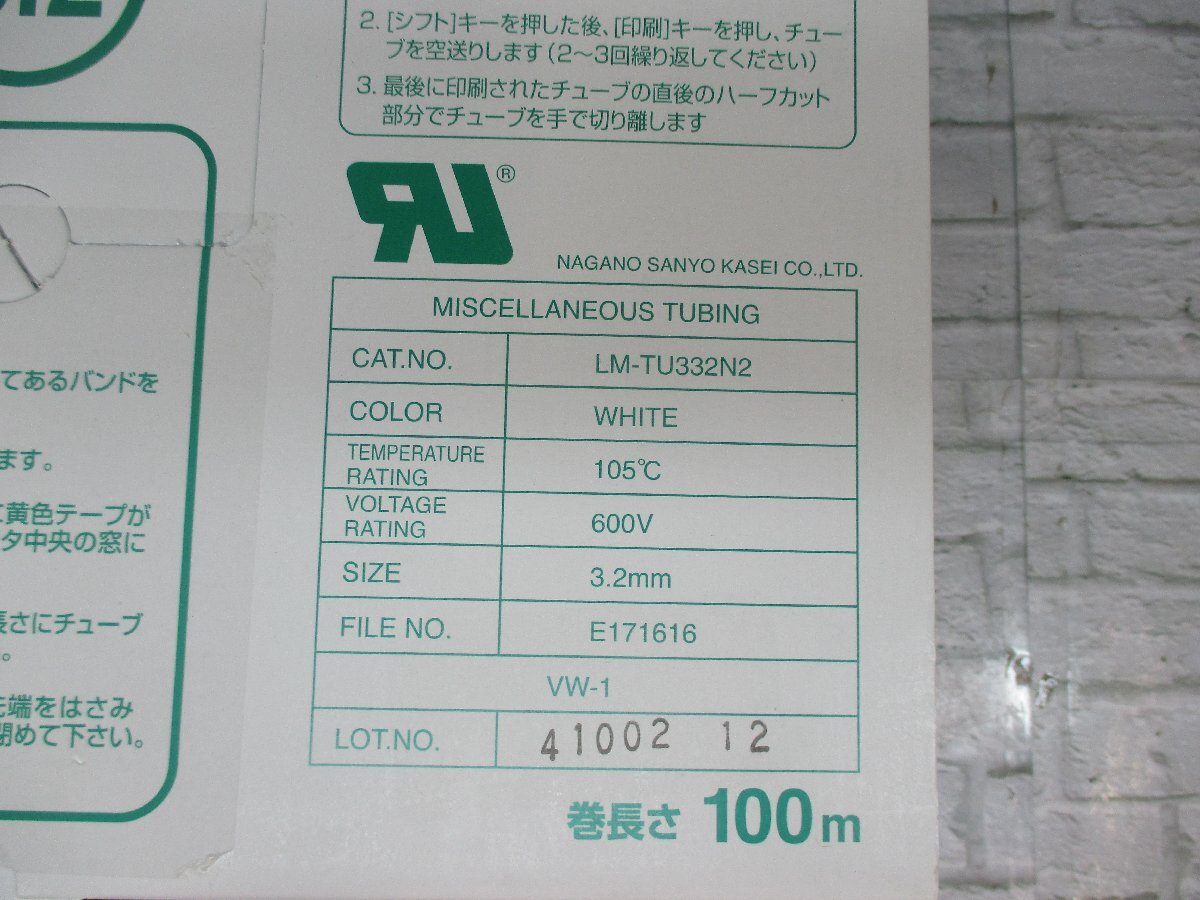 12
てあるバンドを
ます。
黄色テープが
タ中央の窓に
長さにチューブ
。
先端をはさみ
閉めて下さい。
2. [シフト]キーを押した後、[印刷]キーを押し、チュー
ブを空送りします(2〜3回繰り返してください)
3. 最後に印刷されたチューブの直後のハーフカット
部分でチューブを手で切り離します
RU®
NAGANO SANYO KASEI CO.,LTD.
MISCELLANEOUS TUBING
CAT.NO. LM-TU332N2
COLOR WHITE
TEMPERATURE
RATING 105℃
VOLTAGE
RATING 600V
SIZE 3.2mm
FILE NO. E171616
VW-1
LOT.NO. 41002 12
巻長さ 100m